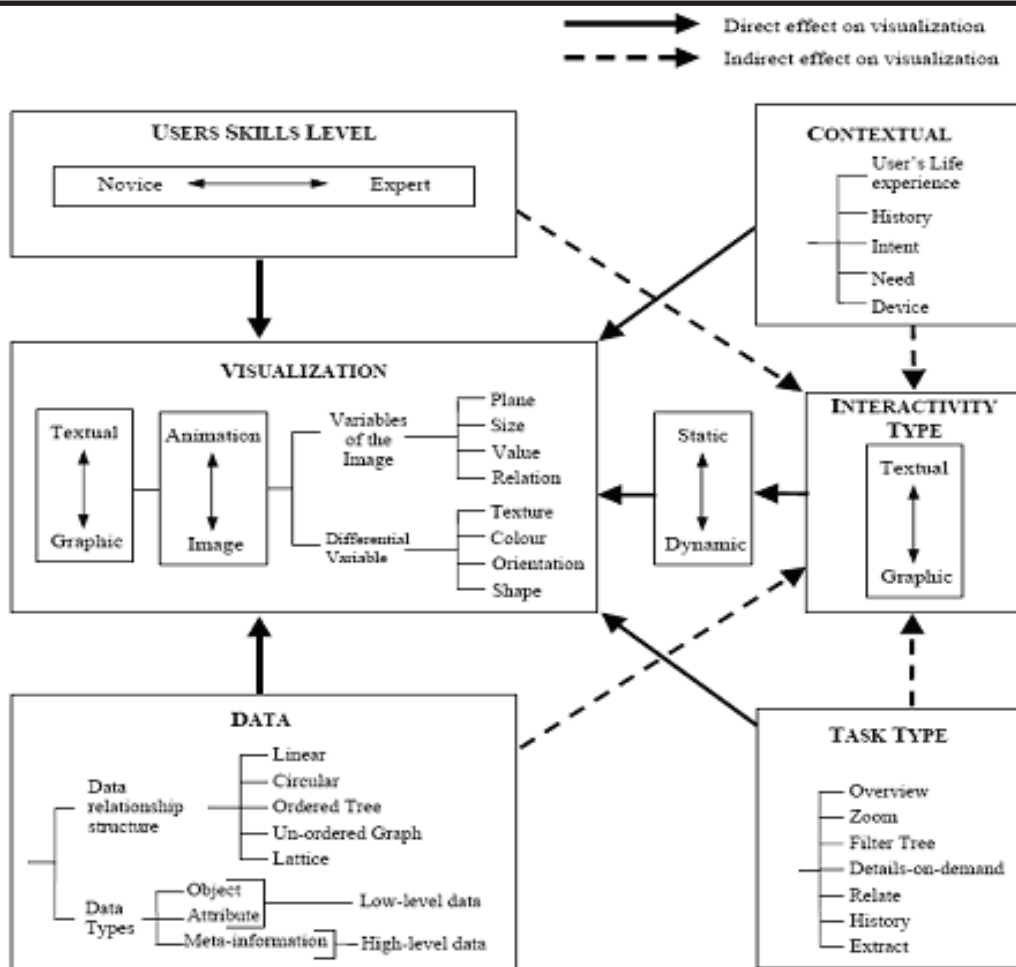 Direct effect on visualization
Indirect effect on visualization
USERS SKILLS LEVEL
Novice
Expert
CONTEXTUAL
User's Life
experience
History
Intent
Need
Device
VISUALIZATION
Textual
Graphic
Animation
Image
Variables
of the
Image
Plane
Size
Value
Relation
Differential
Variable
Texture
Colour
Orientation
Shape
Static
Dynamic
INTERACTIVITY
TYPE
Textual
Graphic
DATA
Data
relationship
structure
Linear
Circular
Ordered Tree
Un-ordered Graph
Lattice
Data
Types
Object
Attribute
Meta-information
Low-level data
High-level data
TASK TYPE
Overview
Zoom
Filter Tree
Details-on-demand
Relate
History
Extract